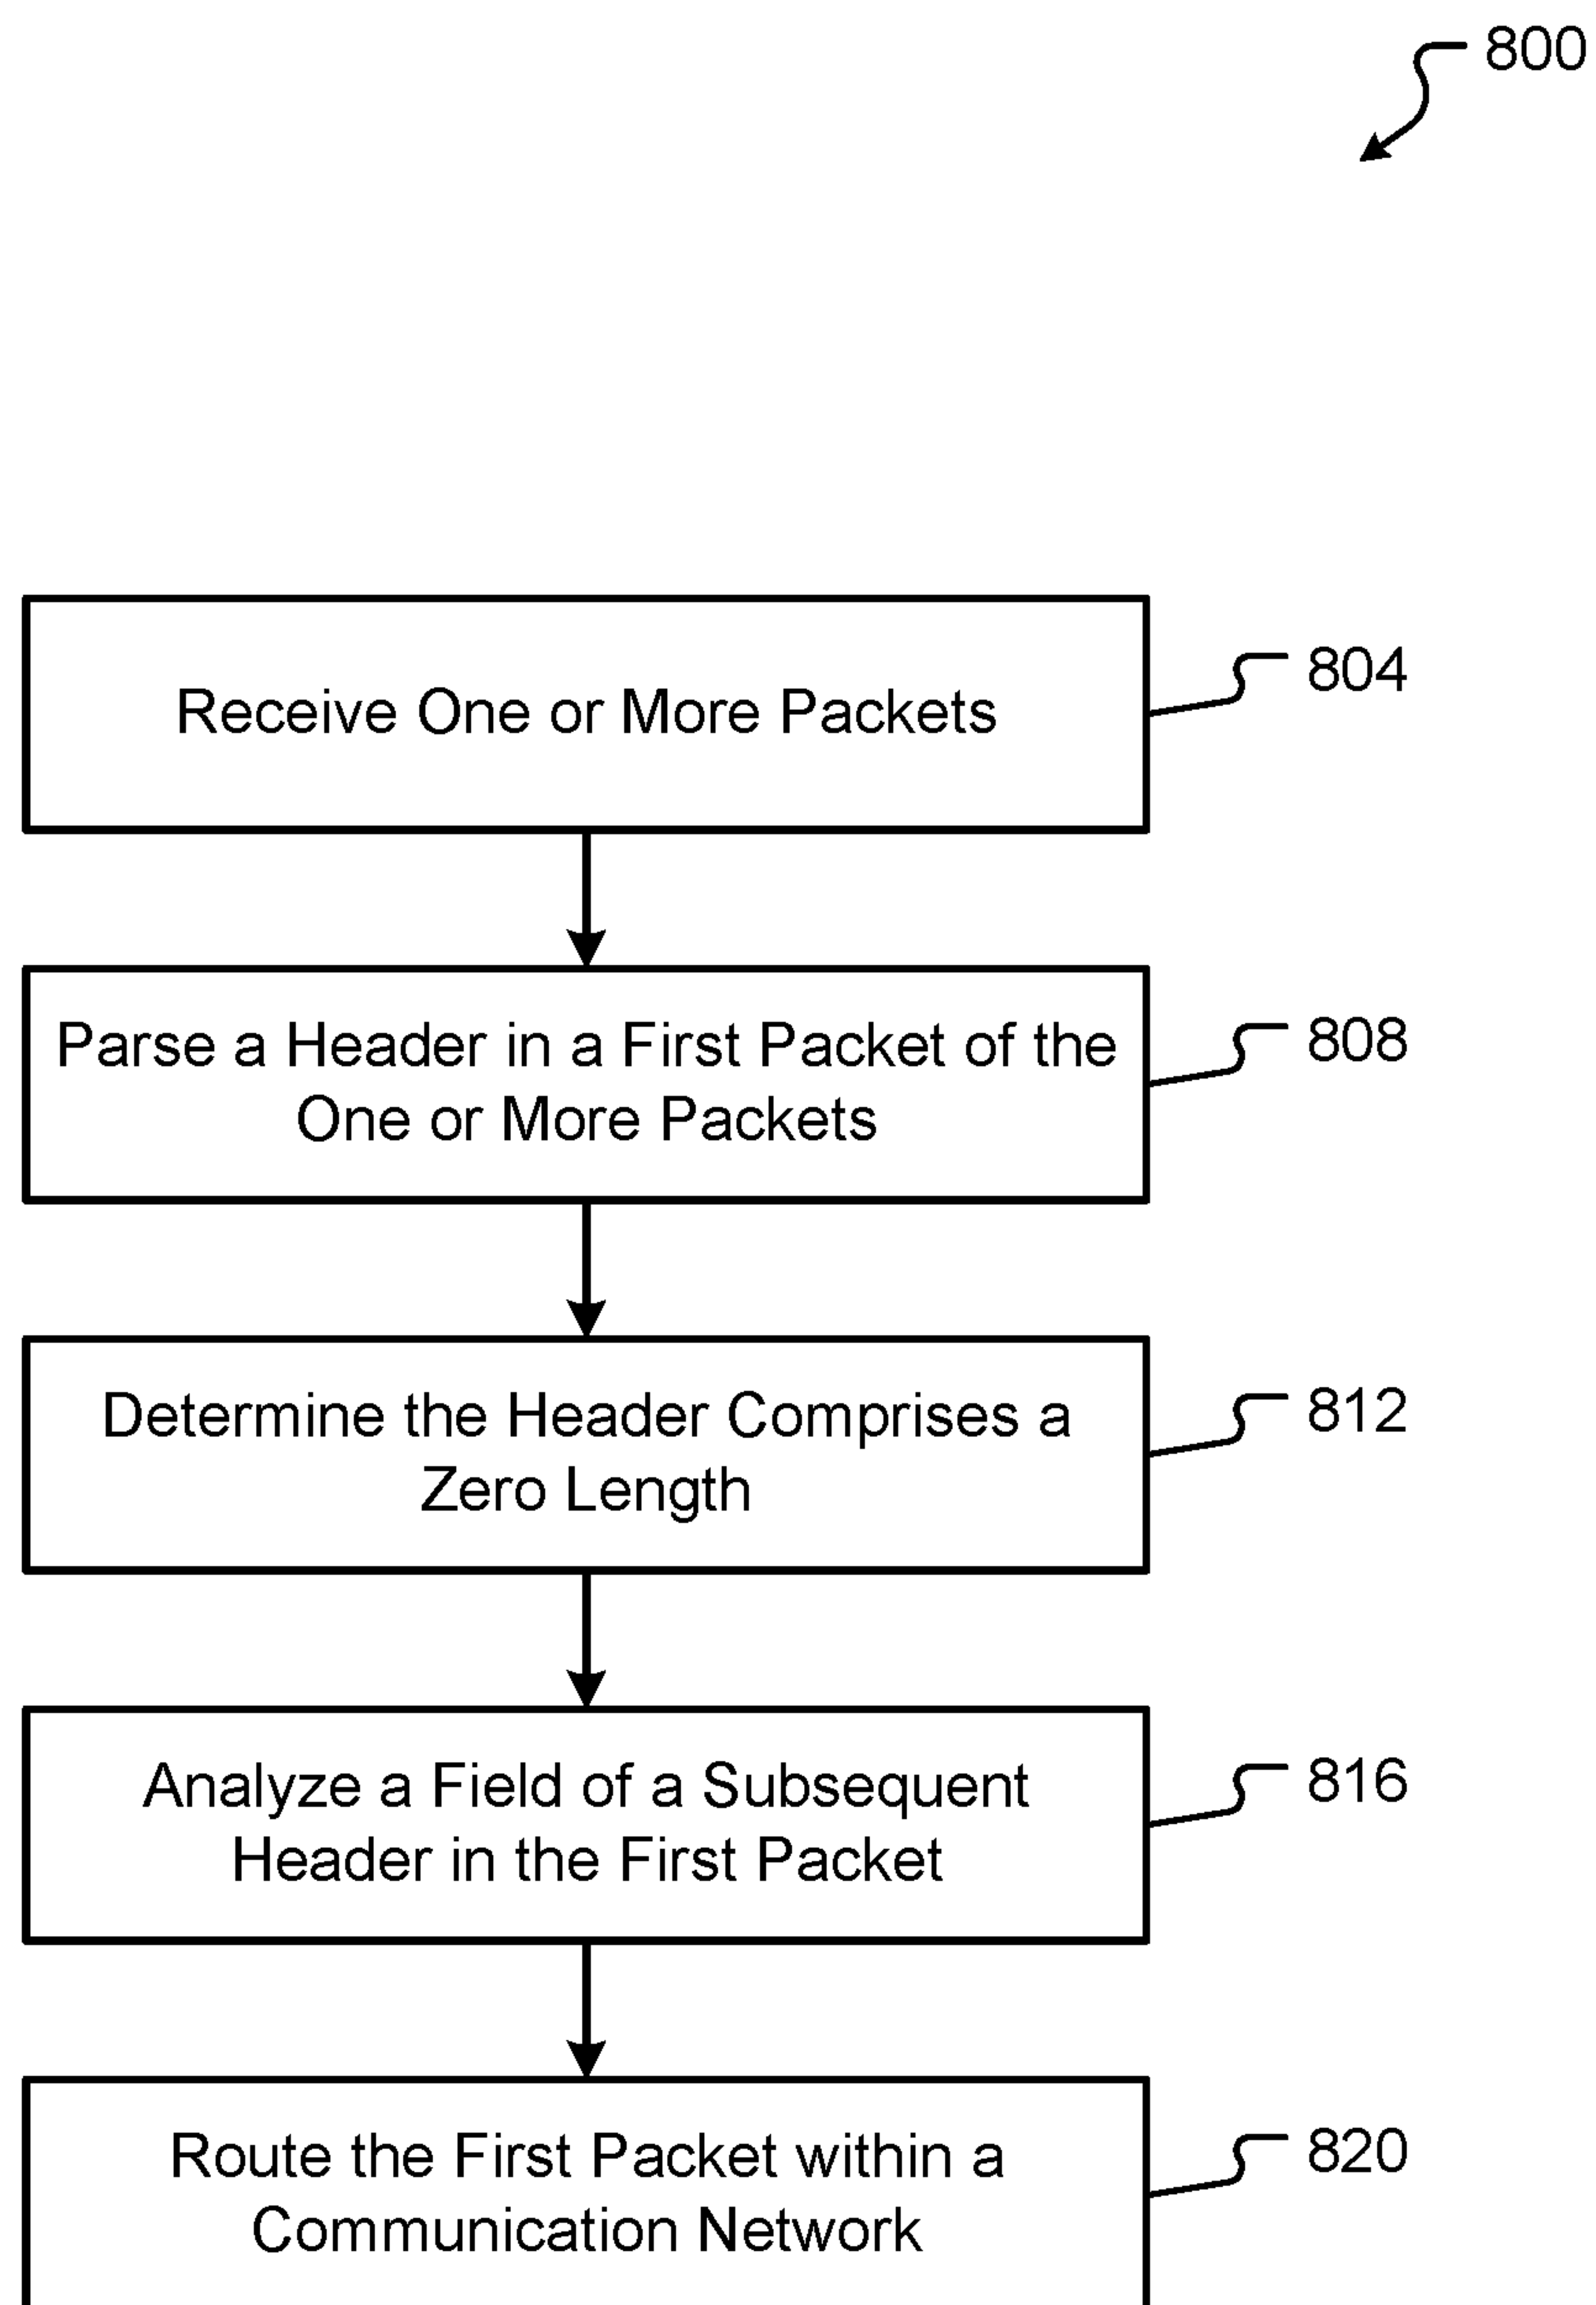 800
Receive One or More Packets
804
Parse a Header in a First Packet of the
One or More Packets
808
Determine the Header Comprises a
Zero Length
812
Analyze a Field of a Subsequent
Header in the First Packet
816
Route the First Packet within a
Communication Network
820